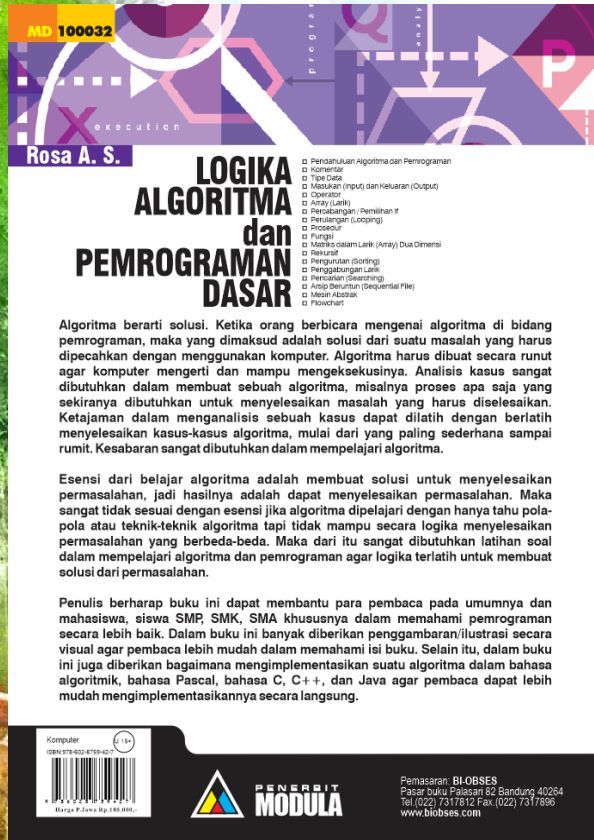 MD 100032
program
Q
analy
P
X
execution
Rosa A. S.
LOGIKA
ALGORITMA
dan
PEMROGRAMAN
DASAR
Pendahuluan Algoritma dan Pemrograman
Komentar
Tipe Data
Masukan (Input) dan Keluaran (Output)
Operator
Array (Larik)
Percabangan / Pemilihan If
Perulangan (Looping)
Prosedur
Fungsi
Matriks dalam Larik (Array) Dua Dimensi
Rekursif
Pengurutan (Sorting)
Penggabungan Larik
Pencarian (Searching)
Arsip Beruntun (Sequential File)
Mesin Abstrak
Flowchart
Algoritma berarti solusi. Ketika orang berbicara mengenai algoritma di bidang
pemrograman, maka yang dimaksud adalah solusi dari suatu masalah yang harus
dipecahkan dengan menggunakan komputer. Algoritma harus dibuat secara runut
agar komputer mengerti dan mampu mengeksekusinya. Analisis kasus sangat
dibutuhkan dalam membuat sebuah algoritma, misalnya proses apa saja yang
sekiranya dibutuhkan untuk menyelesaikan masalah yang harus diselesaikan.
Ketajaman dalam menganalisis sebuah kasus dapat dilatih dengan berlatih
menyelesaikan kasus-kasus algoritma, mulai dari yang paling sederhana sampai
rumit. Kesabaran sangat dibutuhkan dalam mempelajari algoritma.
Esensi dari belajar algoritma adalah membuat solusi untuk menyelesaikan
permasalahan, jadi hasilnya adalah dapat menyelesaikan permasalahan. Maka
sangat tidak sesuai dengan esensi jika algoritma dipelajari dengan hanya tahu pola-
pola atau teknik-teknik algoritma tapi tidak mampu secara logika menyelesaikan
permasalahan yang berbeda-beda. Maka dari itu sangat dibutuhkan latihan soal
dalam mempelajari algoritma dan pemrograman agar logika terlatih untuk membuat
solusi dari permasalahan.
Penulis berharap buku ini dapat membantu para pembaca pada umumnya dan
mahasiswa, siswa SMP, SMK, SMA khususnya dalam memahami pemrograman
secara lebih baik. Dalam buku ini banyak diberikan penggambaran/ilustrasi secara
visual agar pembaca lebih mudah dalam memahami isi buku. Selain itu, dalam buku
ini juga diberikan bagaimana mengimplementasikan suatu algoritma dalam bahasa
algoritmik, bahasa Pascal, bahasa C, C++, dan Java agar pembaca dapat lebih
mudah mengimplementasikannya secara langsung.
Komputer
U 15+
ISBN:978-602-8759-42-7
Harga P.Jawa Rp.180.000,-
PENERBIT
MODULA
Pemasaran: BI-OBSES
Pasar buku Palasari 82 Bandung 40264
Tel.(022) 7317812 Fax.(022) 7317896
www.biobses.com